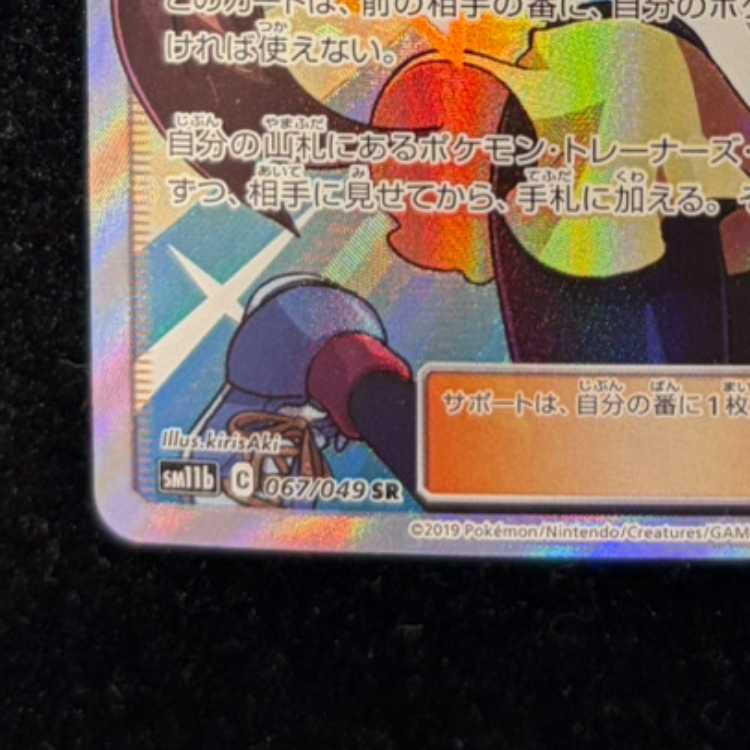 このカードは、前の相手の番に、自分のポケ
ければ使えない。
自分の山札にあるポケモン・トレーナーズ・
ずつ、相手に見せてから、手札に加える。そ
サポートは、自分の番に1枚
Illus.kirisAki
sm11b C 067/049 SR
©2019 Pokémon/Nintendo/Creatures/GAM